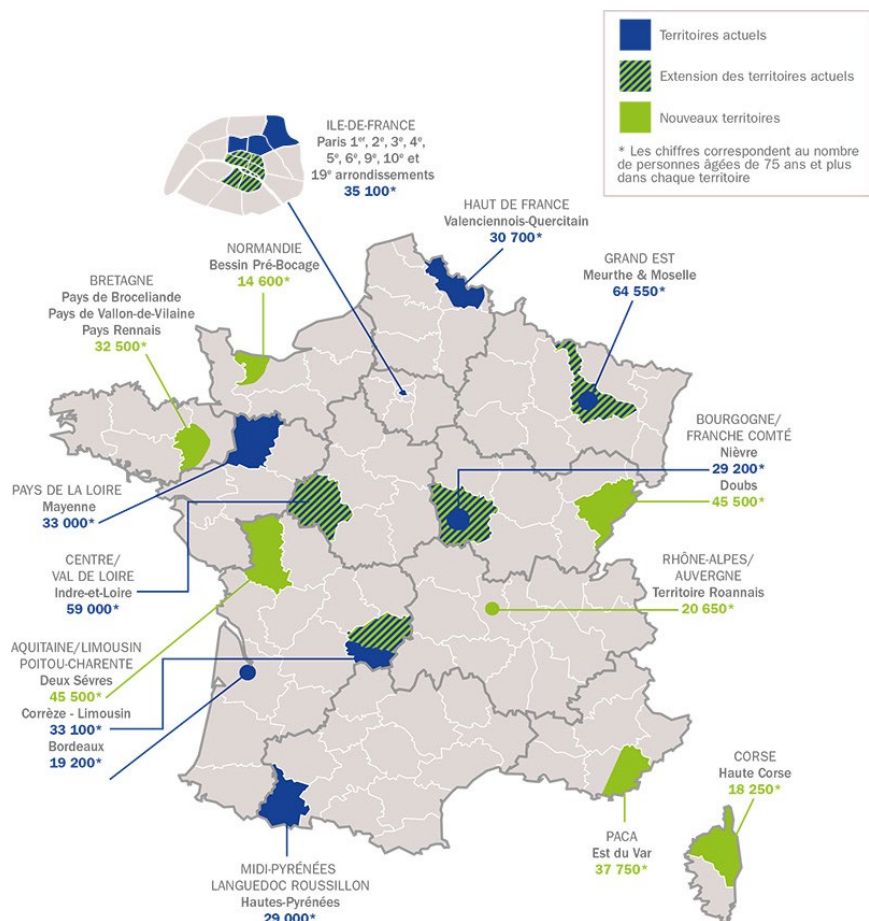 Territoires actuels
Extension des territoires actuels
Nouveaux territoires
* Les chiffres correspondent au nombre
de personnes âgées de 75 ans et plus
dans chaque territoire
ILE-DE-FRANCE
Paris 1er, 2e, 3e, 4e,
5e, 6e, 9e, 10e et
19e arrondissements
35 100*
HAUT DE FRANCE
Valenciennois-Quercitain
30 700*
NORMANDIE
Bessin Pré-Bocage
14 600*
GRAND EST
Meurthe & Moselle
64 550*
BRETAGNE
Pays de Broceliande
Pays de Vallon-de-Vilaine
Pays Rennais
32 500*
BOURGOGNE/
FRANCHE COMTÉ
Nièvre
29 200*
Doubs
45 500*
PAYS DE LA LOIRE
Mayenne
33 000*
CENTRE/
VAL DE LOIRE
Indre-et-Loire
59 000*
RHÔNE-ALPES/
AUVERGNE
Territoire Roannais
20 650*
AQUITAINE/LIMOUSIN
POITOU-CHARENTE
Deux Sévres
45 500*
Corrèze - Limousin
33 100*
Bordeaux
19 200*
CORSE
Haute Corse
18 250*
PACA
Est du Var
37 750*
MIDI-PYRÉNÉES
LANGUEDOC ROUSSILLON
Hautes-Pyrénées
29 000*